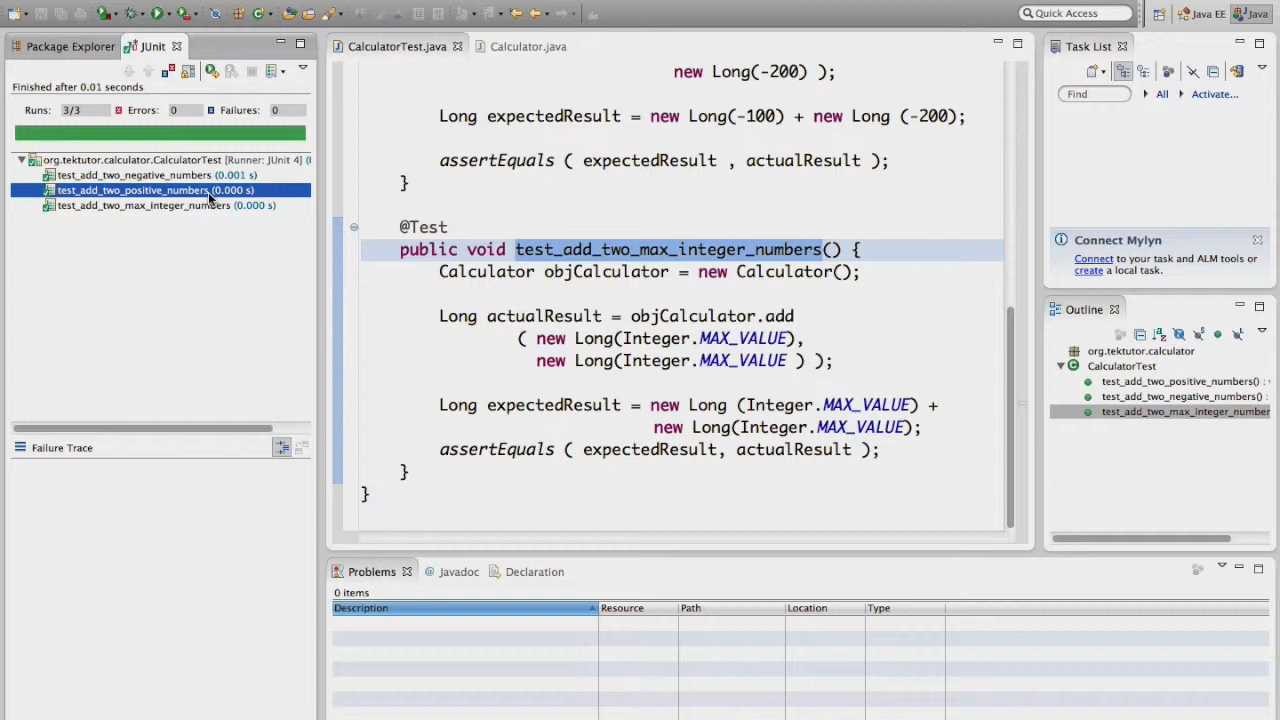 Quick Access
Java EE
Java
Package Explorer
JUnit
Finished after 0.01 seconds
Runs: 3/3
Errors: 0
Failures: 0
org.tektutor.calculator.CalculatorTest [Runner: JUnit 4] (
test_add_two_negative_numbers (0.001 s)
test_add_two_positive_numbers (0.000 s)
test_add_two_max_integer_numbers (0.000 s)
Failure Trace
CalculatorTest.java
Calculator.java
new Long(-200) );
Long expectedResult = new Long(-100) + new Long (-200);
assertEquals ( expectedResult , actualResult );
}
@Test
public void test_add_two_max_integer_numbers() {
Calculator objCalculator = new Calculator();
Long actualResult = objCalculator.add
( new Long(Integer.MAX_VALUE),
new Long(Integer.MAX_VALUE ) );
Long expectedResult = new Long (Integer.MAX_VALUE) +
new Long(Integer.MAX_VALUE);
assertEquals ( expectedResult, actualResult );
}
}
Problems
@ Javadoc
Declaration
0 items
Description
Resource
Path
Location
Type
Task List
Find
All
Activate...
Connect Mylyn
Connect to your task and ALM tools or
create a local task.
Outline
org.tektutor.calculator
CalculatorTest
test_add_two_positive_numbers() :
test_add_two_negative_numbers() :
test_add_two_max_integer_number